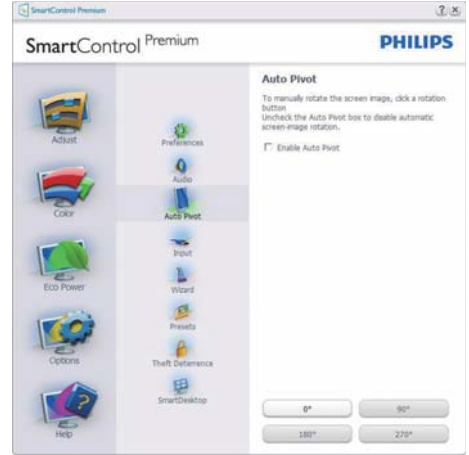 SmartControl Premium
? x
SmartControl Premium
PHILIPS
Adjust
Color
Eco Power
Options
Help
Preferences
Audio
Auto Pivot
Input
Wizard
Presets
Theft Deterrence
SmartDesktop
Auto Pivot
To manually rotate the screen image, click a rotation
button
Uncheck the Auto Pivot box to disable automatic
screen-image rotation.
Enable Auto Pivot
0°
90°
180°
270°